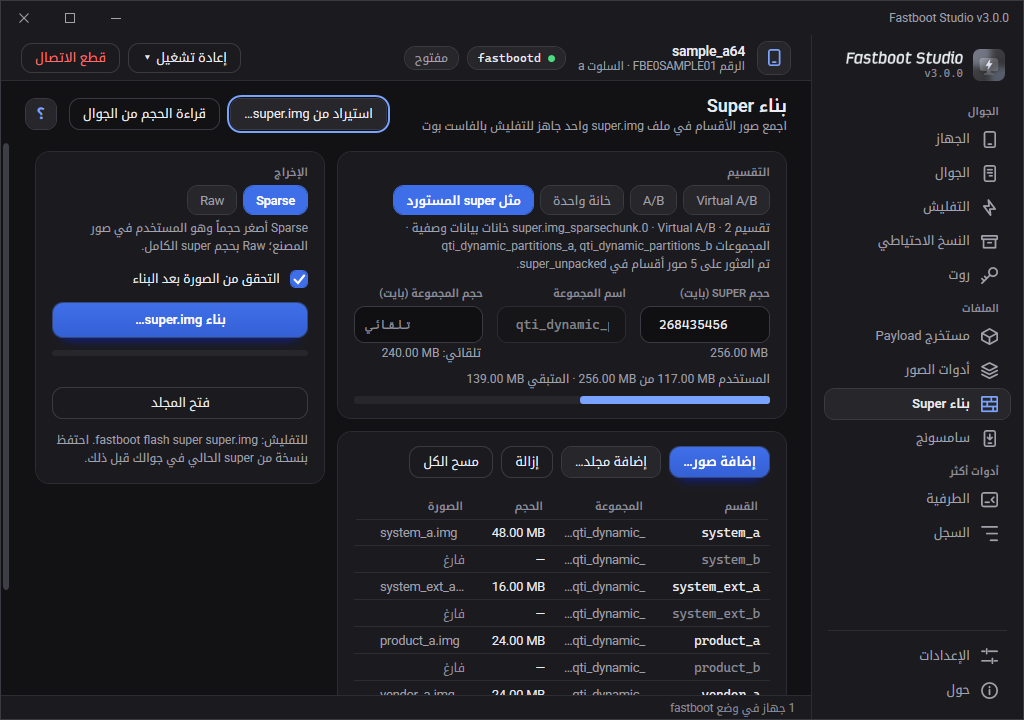 Fastboot Studio v3.0.0
Fastboot Studio
v3.0.0
الجوال
الجهاز
الجوال
التفليش
النسخ الاحتياطي
روت
الملفات
مستخرج Payload
أدوات الصور
بناء Super
سامسونج
أدوات أكثر
الطرفية
السجل
الإعدادات
حول
sample_a64
الرقم FBE0SAMPLE01 · السلوت a
fastbootd
مفتوح
إعادة تشغيل
قطع الاتصال
بناء Super
اجمع صور الأقسام في ملف super.img واحد جاهز للتفليش بالفاست بوت
استيراد من super.img...
قراءة الحجم من الجوال
؟
التقسيم
Virtual A/B
A/B
خانة واحدة
مثل super المستورد
تقسيم super.img_sparsechunk.0 · Virtual A/B · 2 خانات بيانات وصفية ·
المجموعات qti_dynamic_partitions_a, qti_dynamic_partitions_b
تم العثور على 5 صور أقسام في super_unpacked.
حجم SUPER (بايت)
اسم المجموعة
حجم المجموعة (بايت)
268435456
qti_dynamic_
تلقائي
256.00 MB
تلقائي: 240.00 MB
المستخدم 117.00 MB من 256.00 MB · المتبقي 139.00 MB
إضافة صور...
إضافة مجلد...
إزالة
مسح الكل
القسم
المجموعة
الحجم
الصورة
system_a
qti_dynamic_...
48.00 MB
system_a.img
system_b
qti_dynamic_...
—
فارغ
system_ext_a
qti_dynamic_...
16.00 MB
system_ext_a...
system_ext_b
qti_dynamic_...
—
فارغ
product_a
qti_dynamic_...
24.00 MB
product_a.img
product_b
qti_dynamic_...
—
فارغ
vendor_a
qti_dynamic_...
24.00 MB
vendor_a.img
الإخراج
Sparse
Raw
Sparse أصغر حجماً وهو المستخدم في صور
المصنع؛ Raw بحجم super الكامل.
التحقق من الصورة بعد البناء
بناء super.img...
فتح المجلد
للتفليش: fastboot flash super super.img. احتفظ
بنسخة من super الحالي في جوالك قبل ذلك.
1 جهاز في وضع fastboot